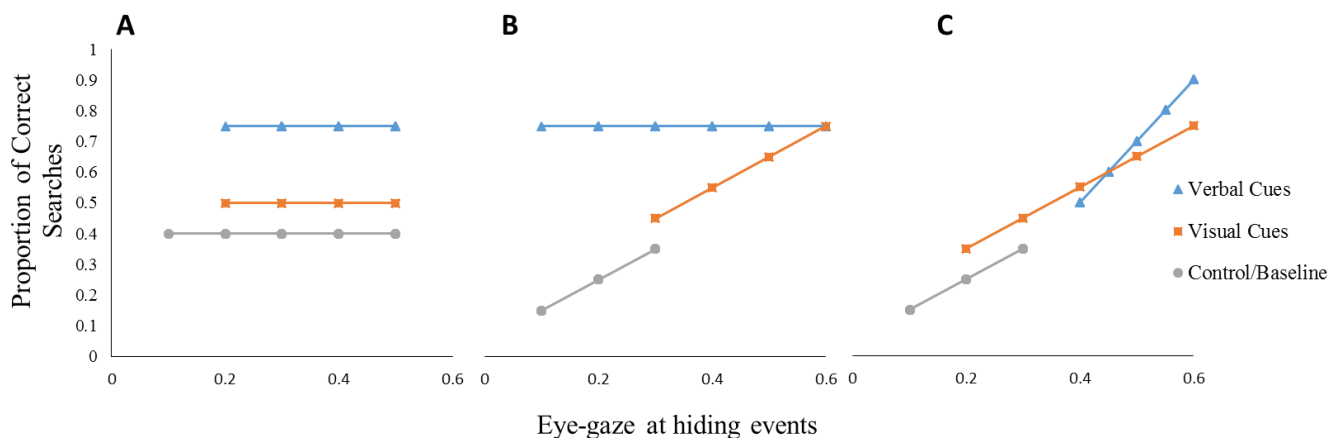 A B C
Proportion of Correct
Searches
1
0.9
0.8
0.7
0.6
0.5
0.4
0.3
0.2
0.1
0
0 0.2 0.4 0.6
0 0.2 0.4 0.6
0 0.2 0.4 0.6
Verbal Cues
Visual Cues
Control/Baseline
Eye-gaze at hiding events